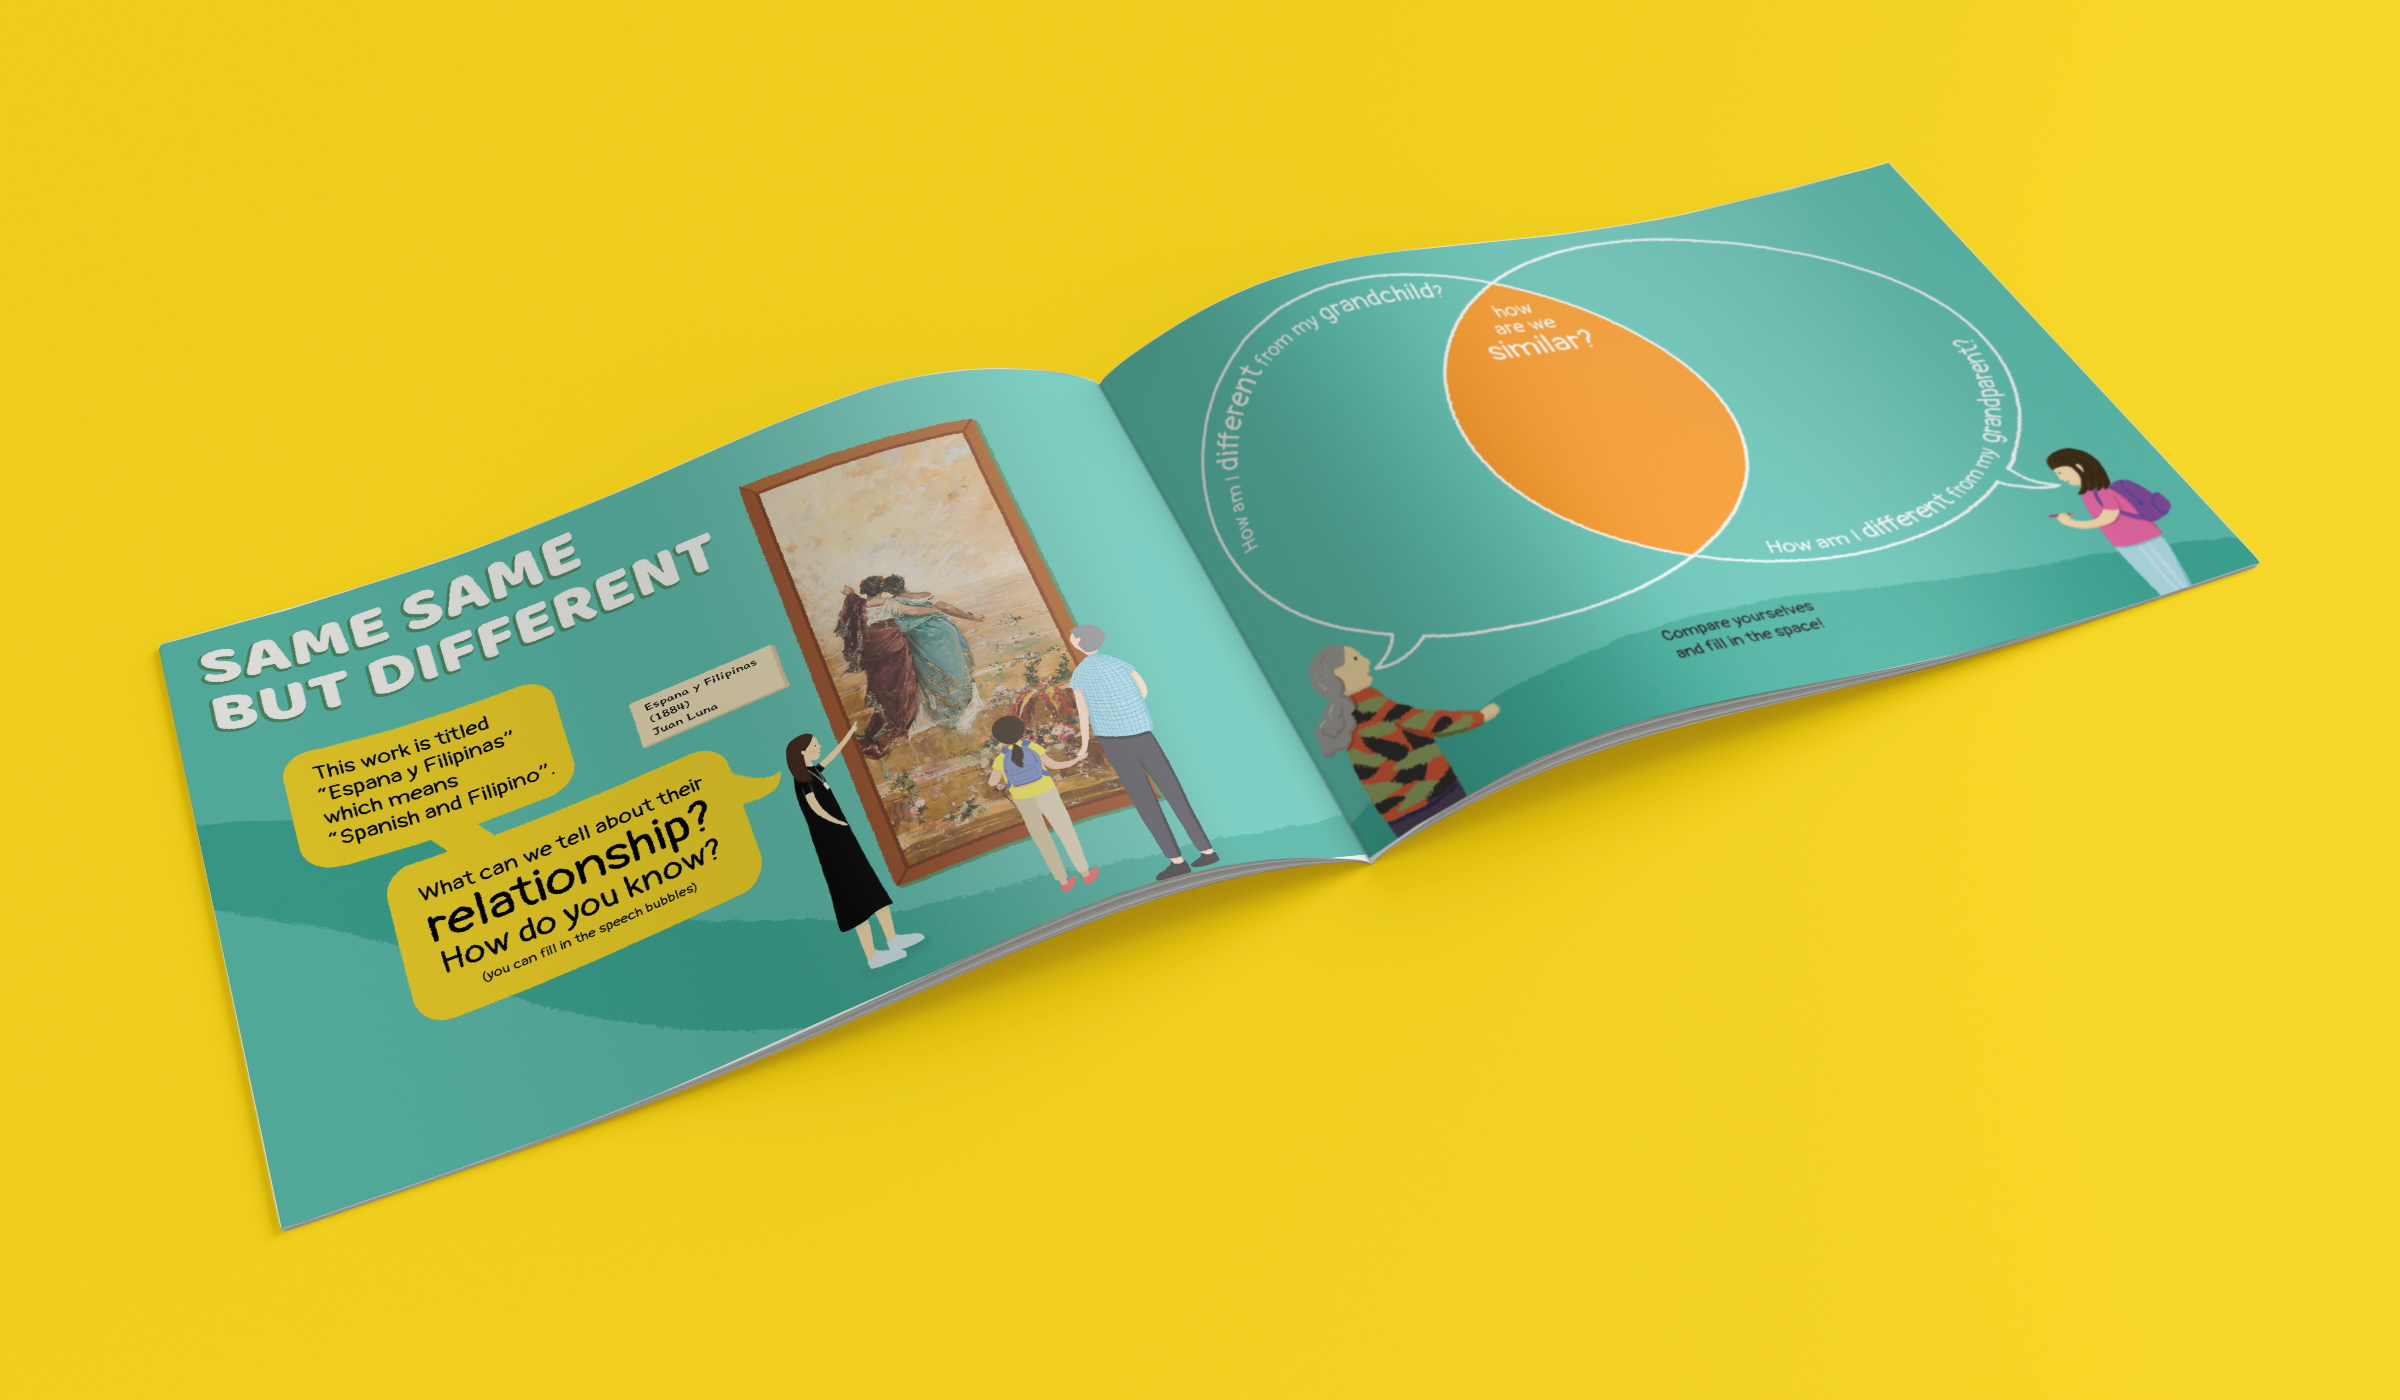 SAME SAME
BUT DIFFERENT
This work is titled
“Espana y Filipinas”
which means
“Spanish and Filipino”.
What can we tell about their
relationship?
How do you know?
(you can fill in the speech bubbles)
Espana y Filipinas
(1884)
Juan Luna
How am I different from my grandchild?
how
are we
similar?
How am I different from my grandparent?
Compare yourselves
and fill in the space!